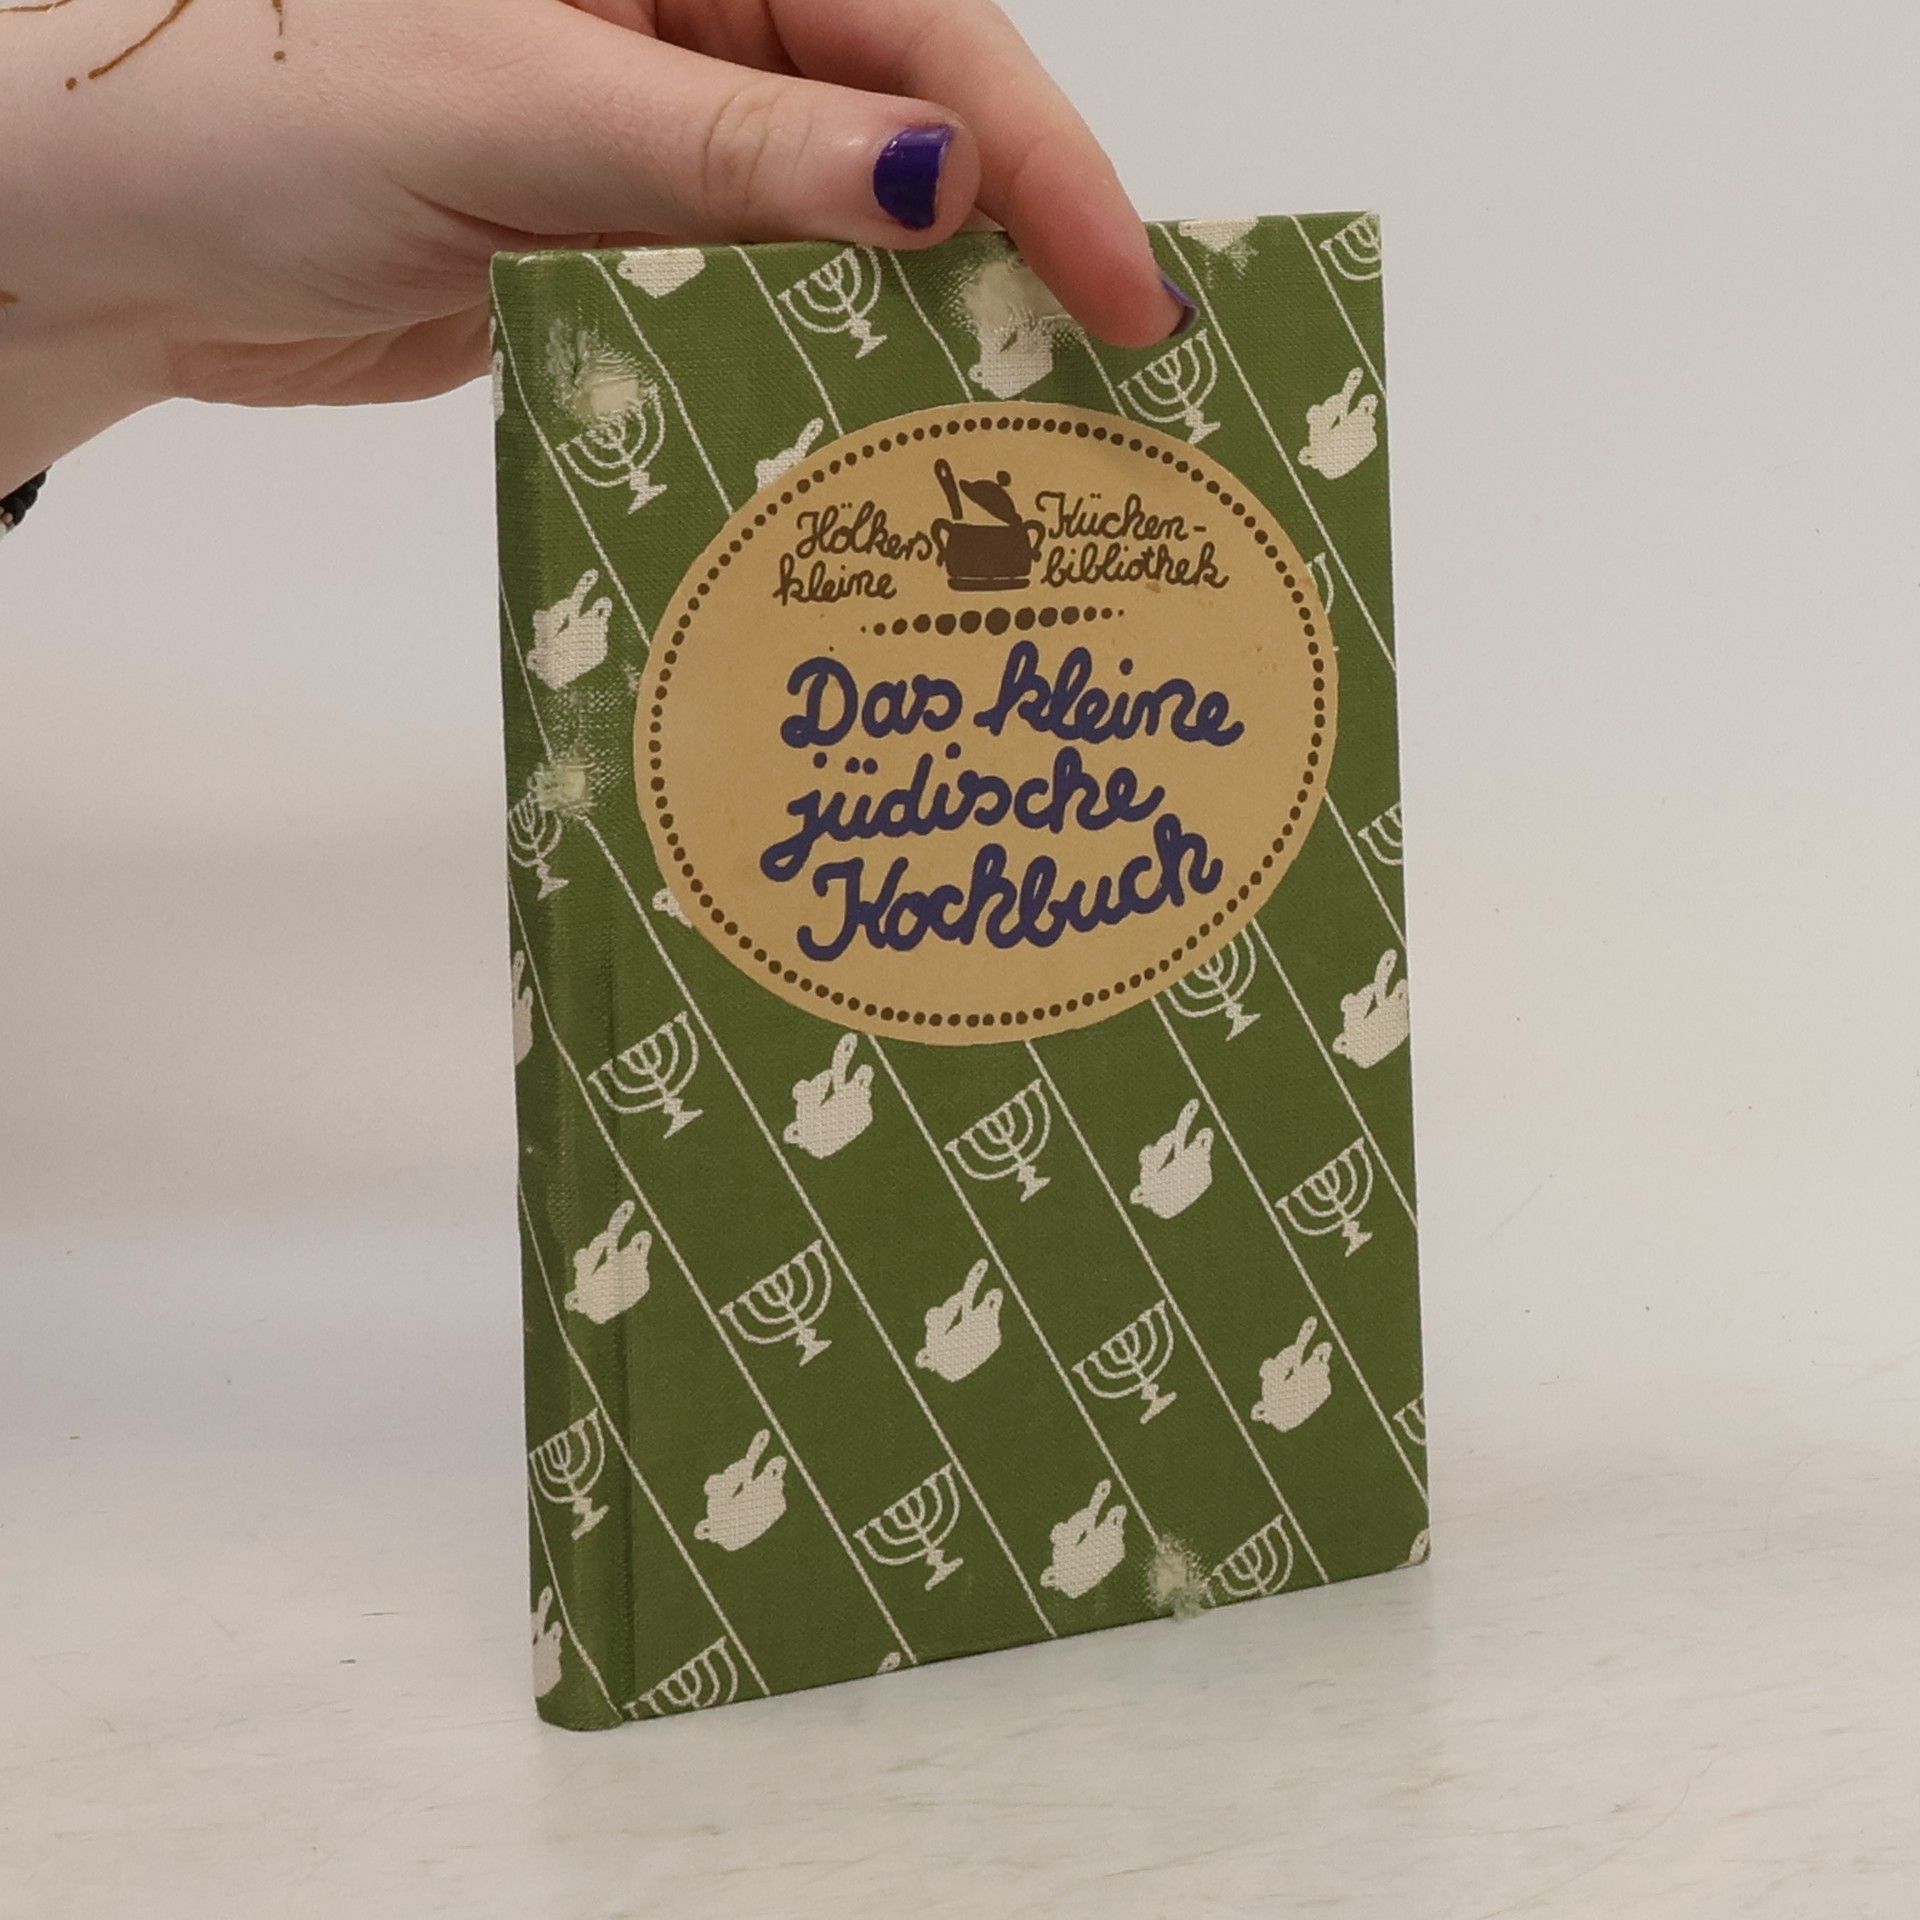 Hölkers Küchen-
kleine bibliothek
Das kleine
jüdische
Kochbuch